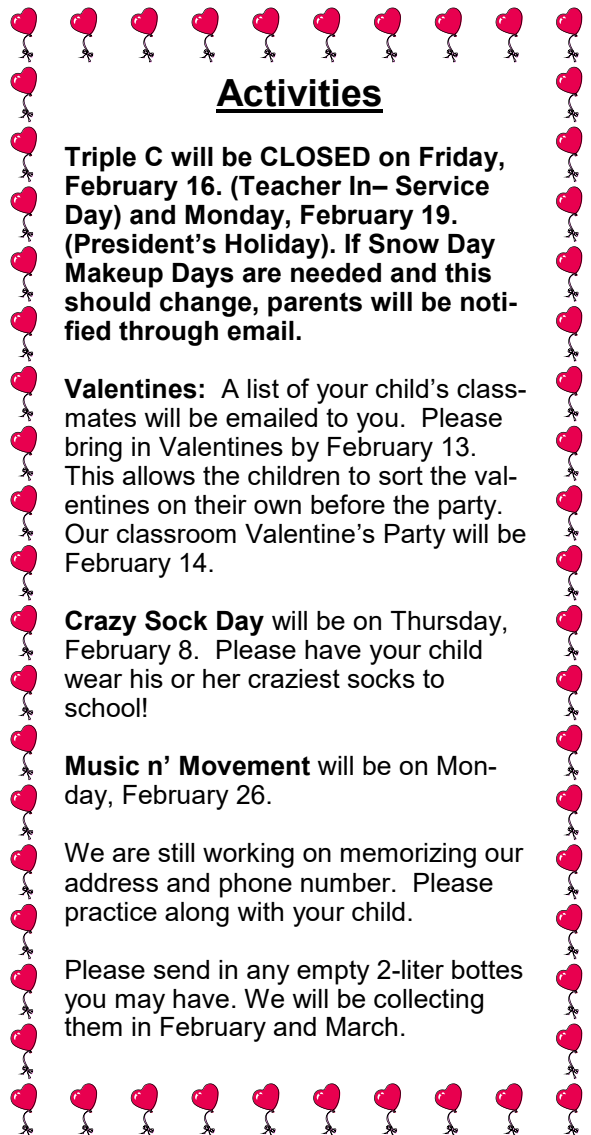 Activities
Triple C will be CLOSED on Friday,
February 16. (Teacher In– Service
Day) and Monday, February 19.
(President’s Holiday). If Snow Day
Makeup Days are needed and this
should change, parents will be noti-
fied through email.
Valentines:  A list of your child’s class-
mates will be emailed to you.  Please
bring in Valentines by February 13.
This allows the children to sort the val-
entines on their own before the party.
Our classroom Valentine’s Party will be
February 14.
Crazy Sock Day will be on Thursday,
February 8.  Please have your child
wear his or her craziest socks to
school!
Music n’ Movement will be on Mon-
day, February 26.
We are still working on memorizing our
address and phone number.  Please
practice along with your child.
Please send in any empty 2-liter bottes
you may have. We will be collecting
them in February and March.